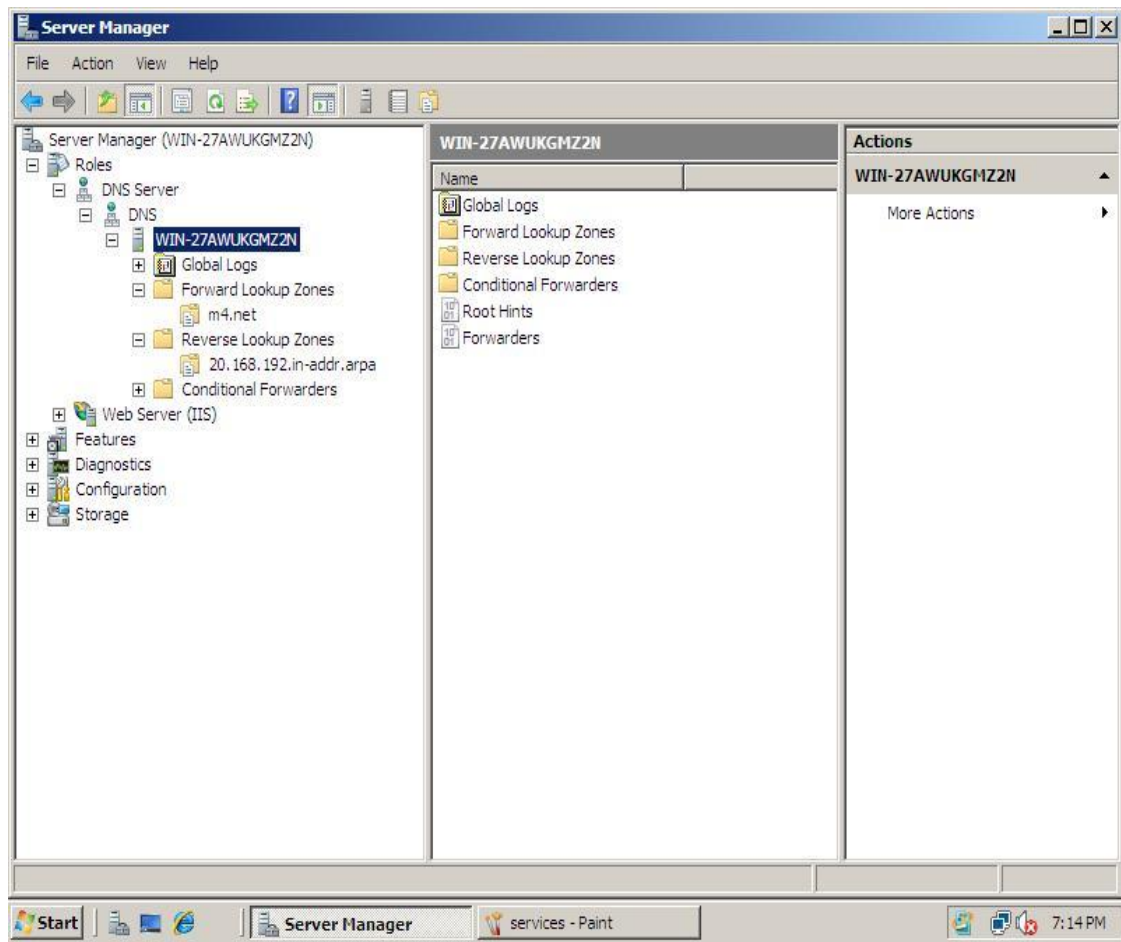 Server Manager
File Action View Help
Server Manager (WIN-27AWUKGMZ2N)
Roles
DNS Server
DNS
WIN-27AWUKGMZ2N
Global Logs
Forward Lookup Zones
m4.net
Reverse Lookup Zones
20.168.192.in-addr.arpa
Conditional Forwarders
Web Server (IIS)
Features
Diagnostics
Configuration
Storage
WIN-27AWUKGMZ2N
Name
Global Logs
Forward Lookup Zones
Reverse Lookup Zones
Conditional Forwarders
Root Hints
Forwarders
Actions
WIN-27AWUKGMZ2N
More Actions
Start Server Manager services - Paint 7:14 PM